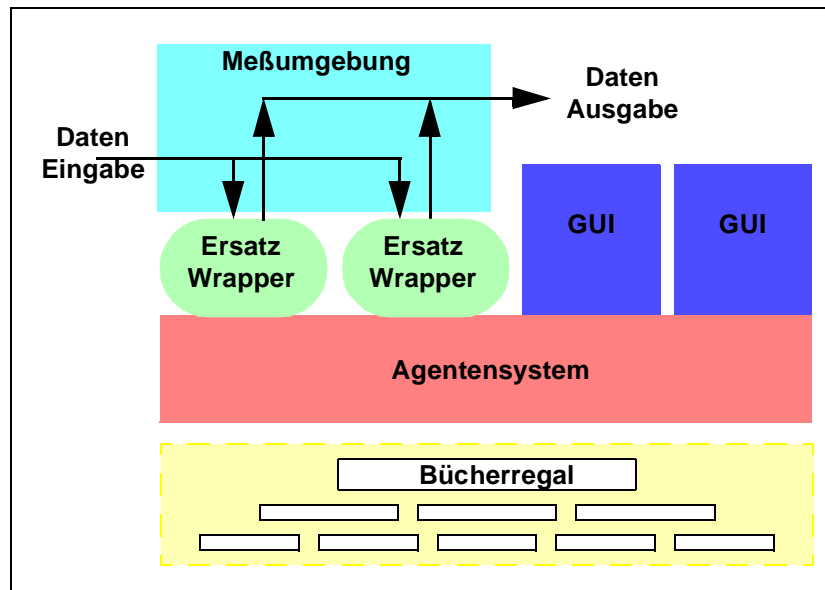 Meßumgebung
Daten
Ausgabe
Daten
Eingabe
Ersatz
Wrapper
Ersatz
Wrapper
GUI
GUI
Agentensystem
Bücherregal